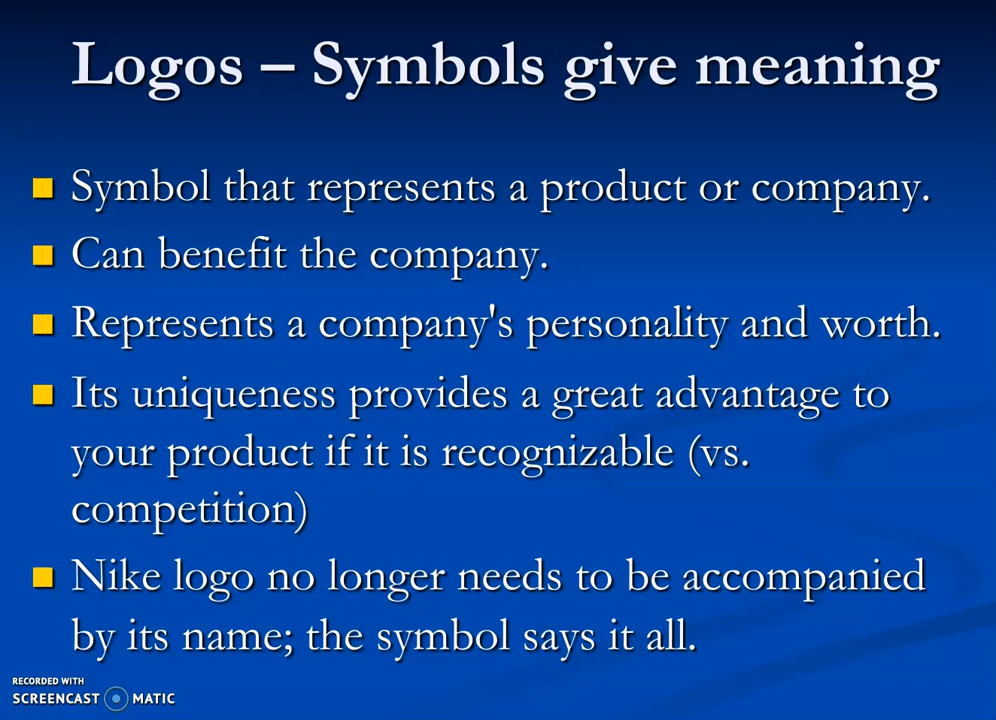 Logos – Symbols give meaning
Symbol that represents a product or company.
Can benefit the company.
Represents a company's personality and worth.
Its uniqueness provides a great advantage to
your product if it is recognizable (vs.
competition)
Nike logo no longer needs to be accompanied
by its name; the symbol says it all.
RECORDED WITH
SCREENCAST MATIC